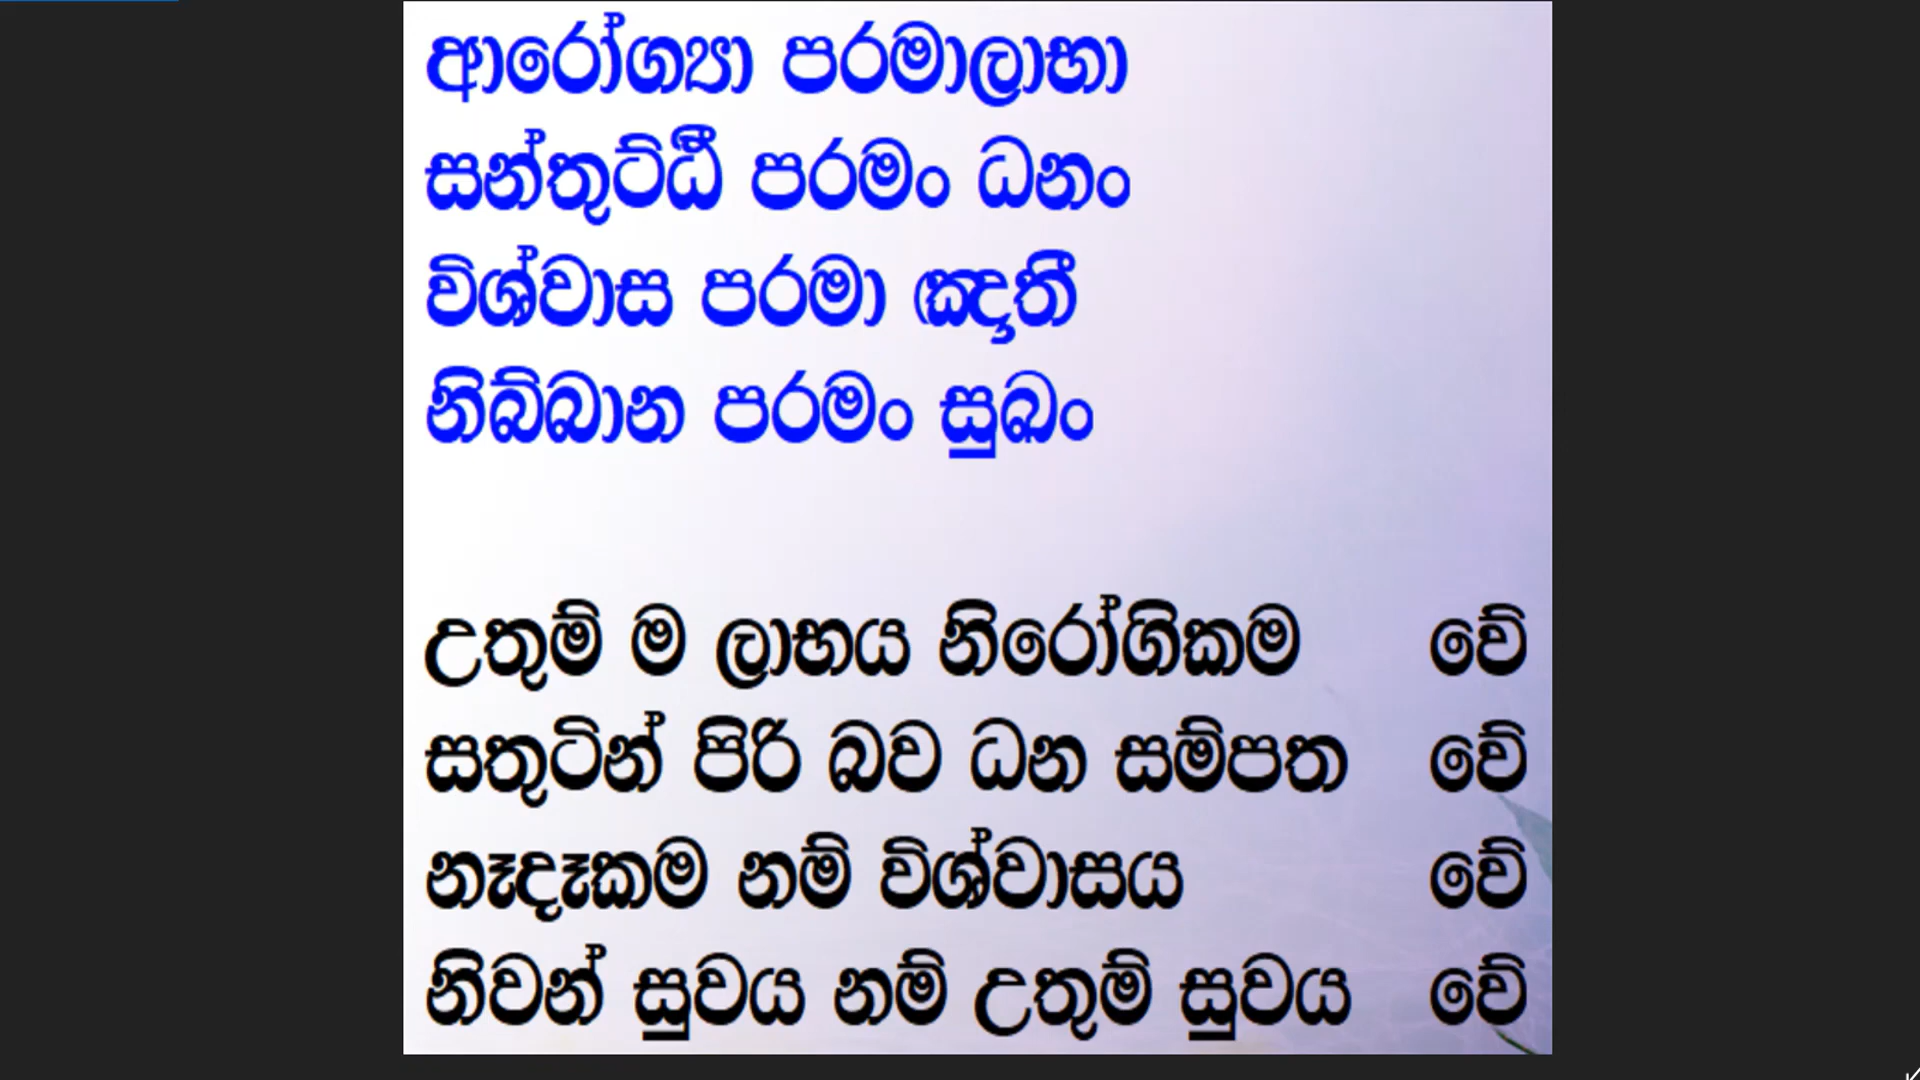 ආරෝග්‍යා පරමාලාභා
සන්තුට්ඨී පරමං ධනං
විශ්වාස පරමා ඤාතී
නිබ්බාන පරමං සුඛං
උතුම් ම ලාභය නිරෝගිකම වේ
සතුටින් පිරි බව ධන සම්පත වේ
නෑදෑකම නම් විශ්වාසය වේ
නිවන් සුවය නම් උතුම් සුවය වේ